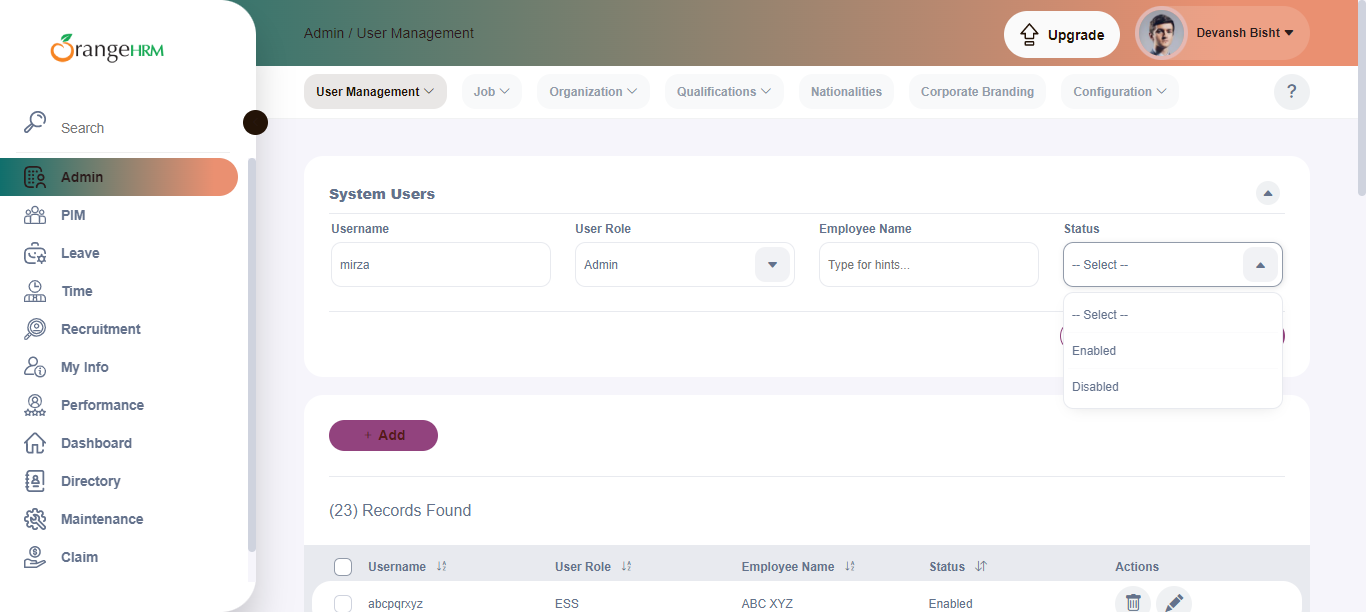 Admin / User Management
Upgrade
Devansh Bisht
OrangeHRM
User Management
Job
Organization
Qualifications
Nationalities
Corporate Branding
Configuration
?
Search
Admin
PIM
Leave
Time
Recruitment
My Info
Performance
Dashboard
Directory
Maintenance
Claim
System Users
Username
User Role
Employee Name
Status
mirza
Admin
Type for hints...
-- Select --
-- Select --
Enabled
Disabled
+ Add
(23) Records Found
Username
User Role
Employee Name
Status
Actions
abcpqrxyz
ESS
ABC XYZ
Enabled